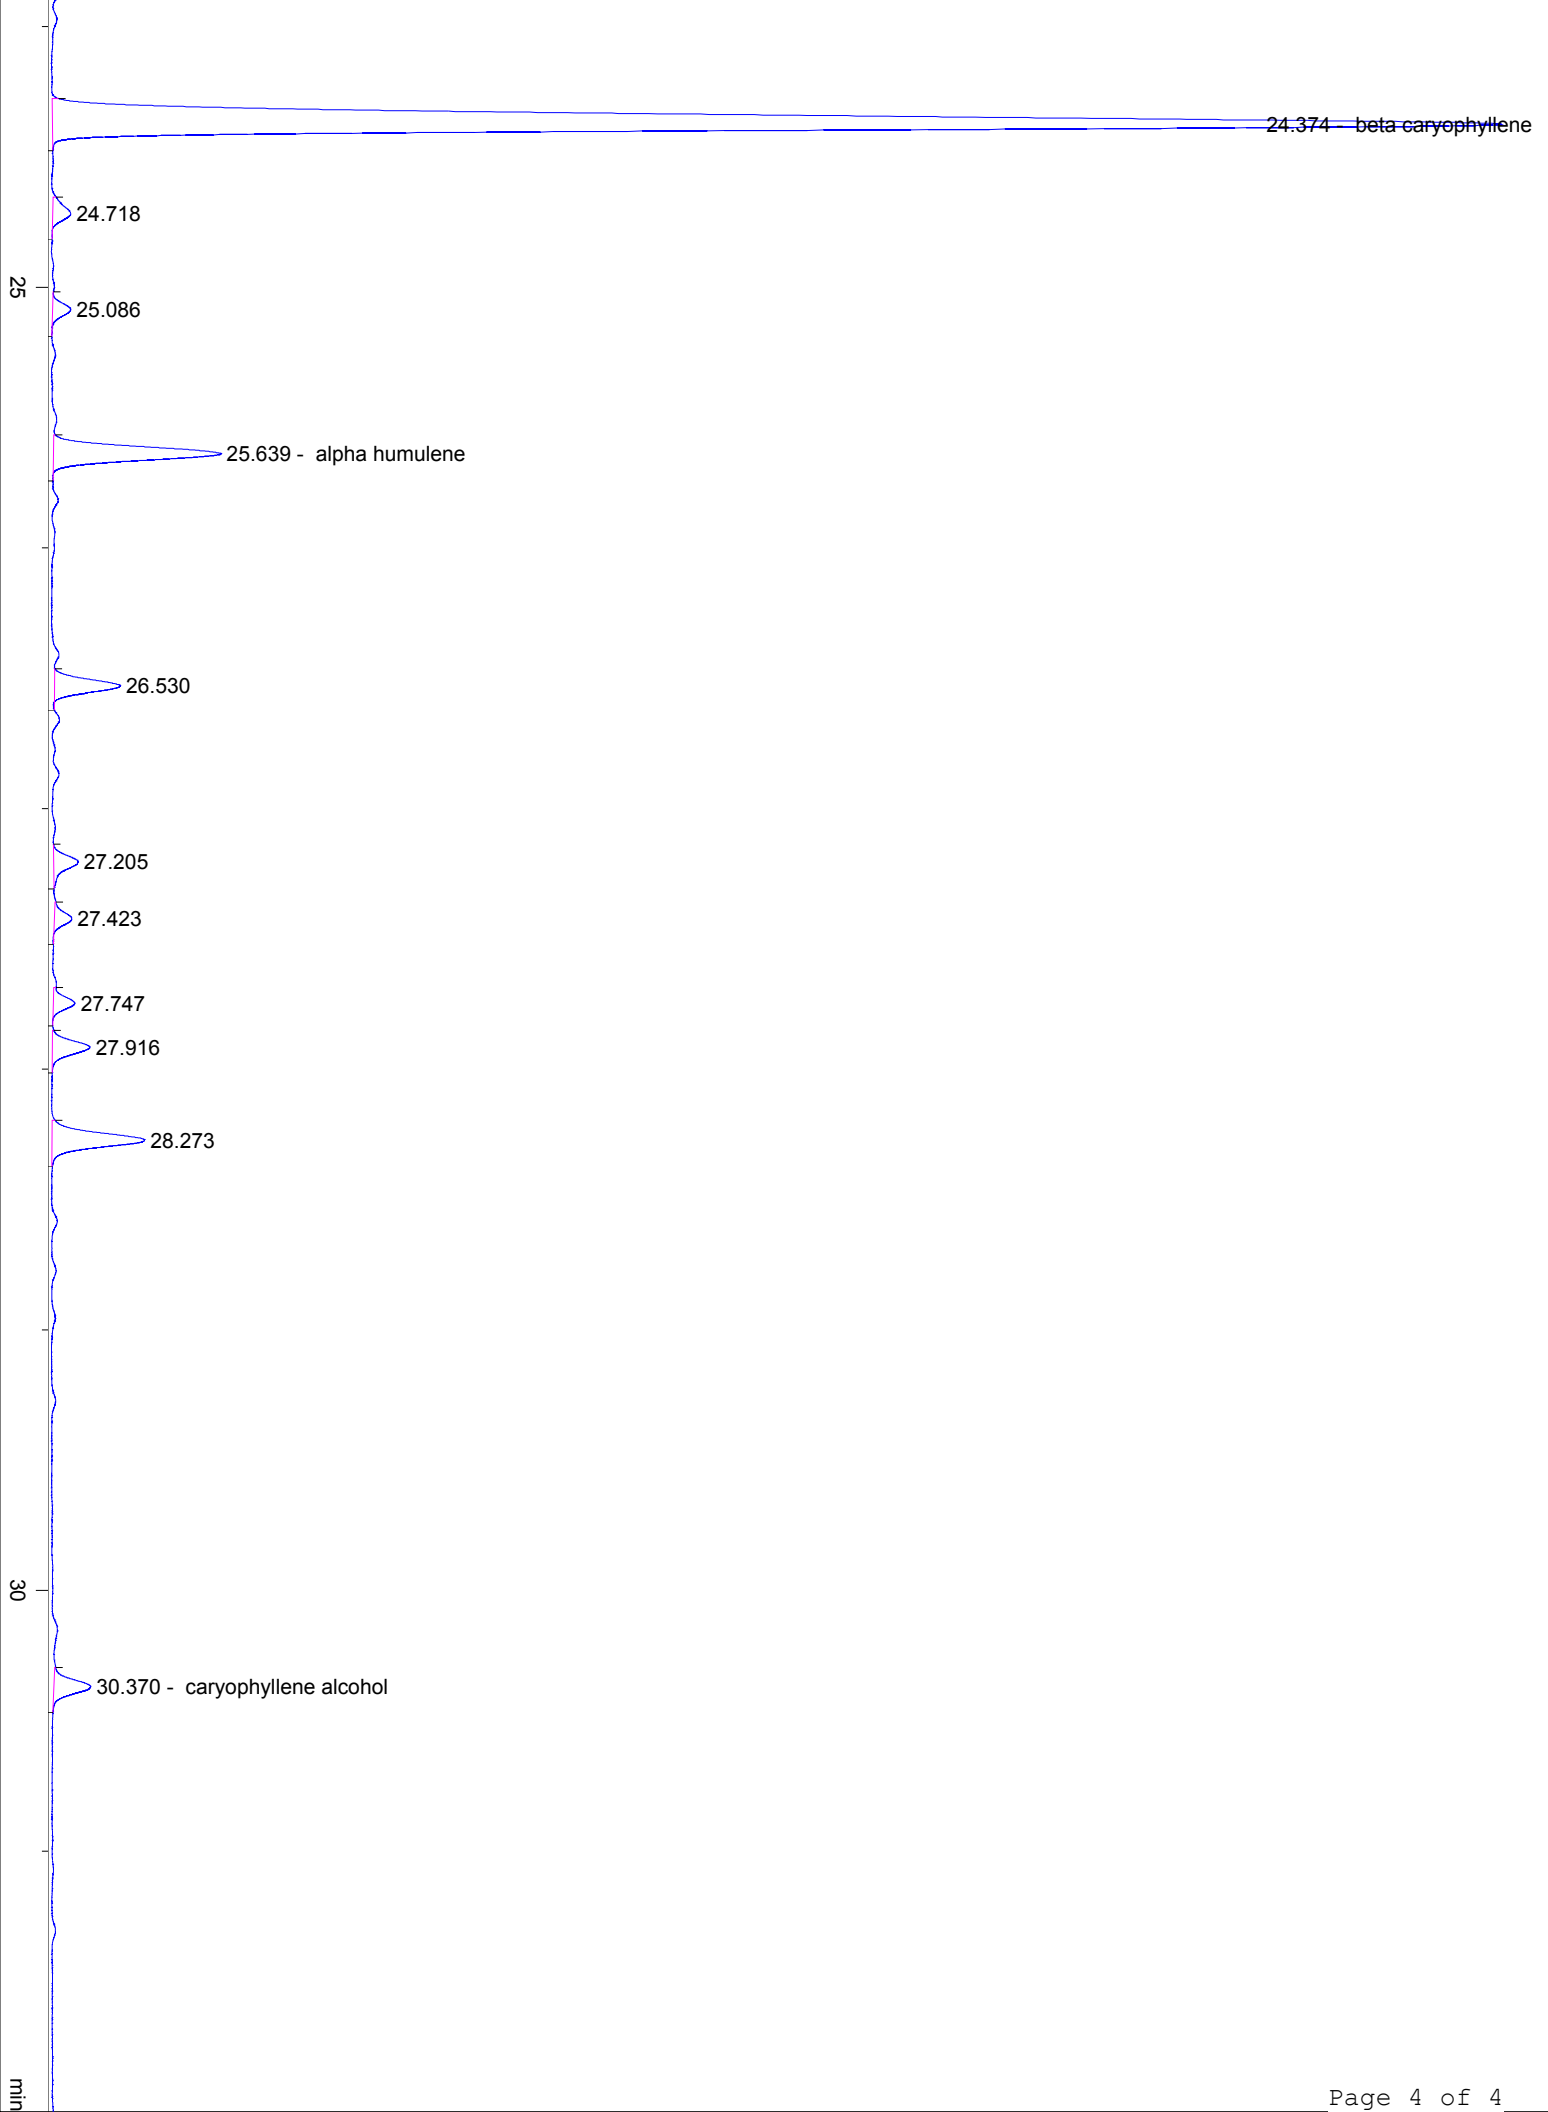 24.374 - beta caryophyllene
24.718
25
25.086
25.639 - alpha humulene
26.530
27.205
27.423
27.747
27.916
28.273
30
30.370 - caryophyllene alcohol
min
Page 4 of 4